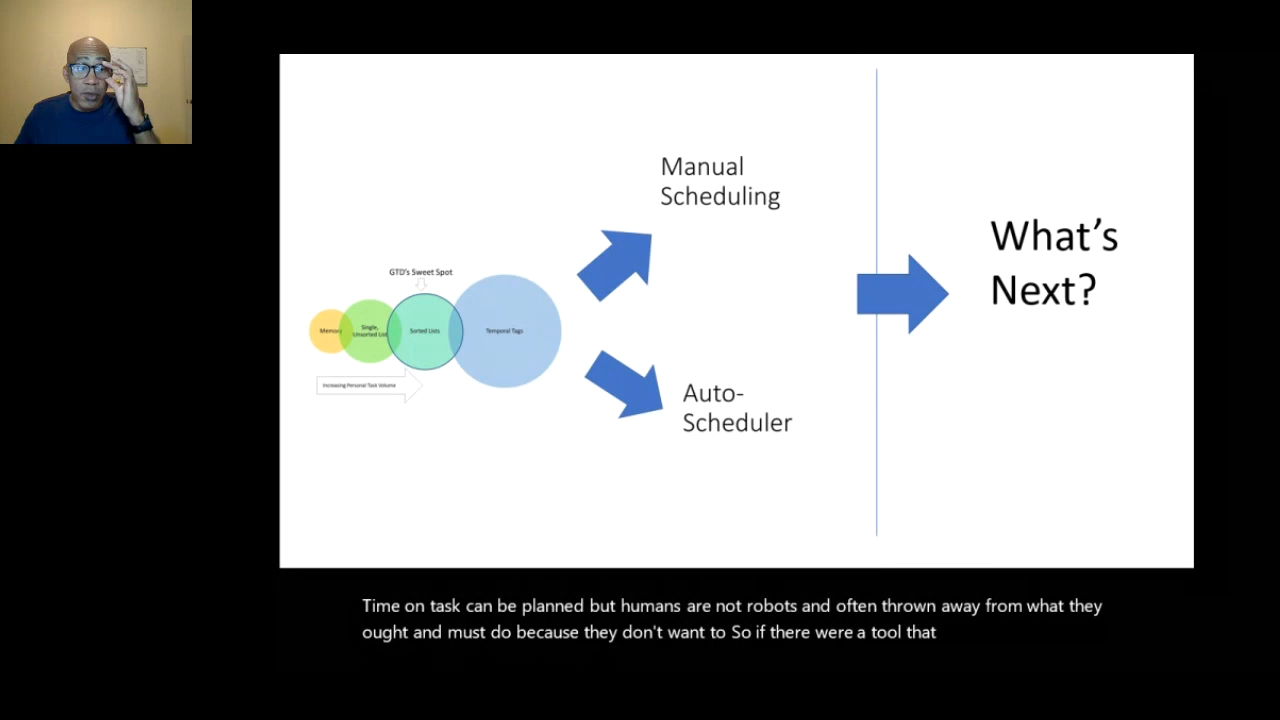 Manual
Scheduling
What's
Next?
GTD's Sweet Spot
Memory
Single,
Unsorted List
Sorted Lists
Temporal Tags
Increasing Personal Task Volume
Auto-
Scheduler
Time on task can be planned but humans are not robots and often thrown away from what they
ought and must do because they don't want to So if there were a tool that